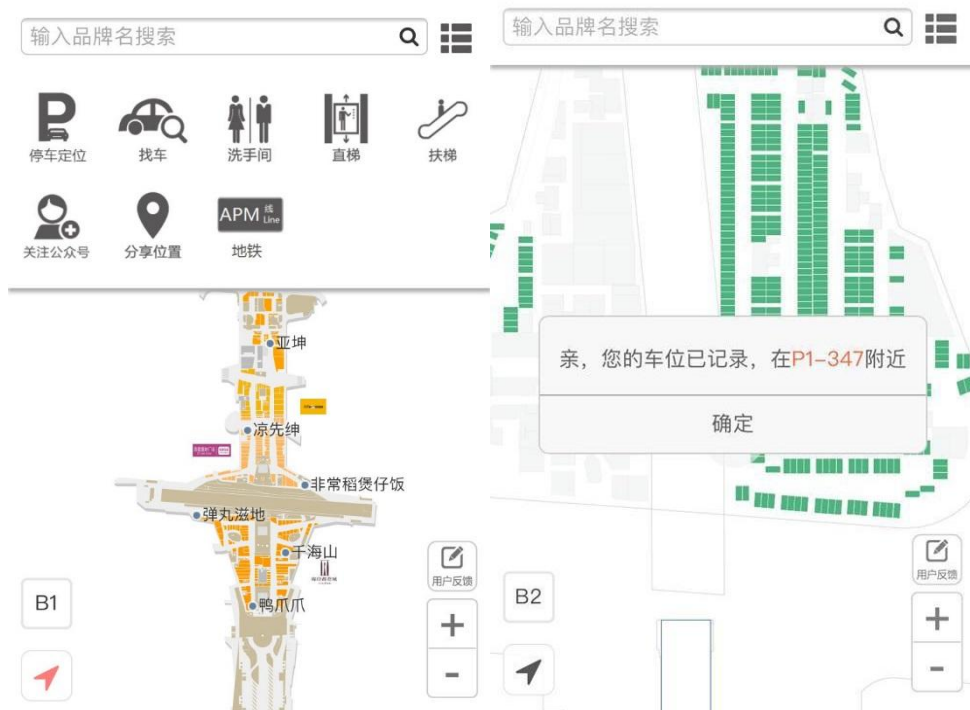 输入品牌名搜索
停车定位
找车
洗手间
直梯
扶梯
关注公众号
分享位置
APM 线 Line
地铁
亚坤
凉先绅
非常稻煲仔饭
弹丸滋地
千海山
鸭爪爪
用户反馈
B1
+
-
输入品牌名搜索
亲，您的车位已记录，在P1-347附近
确定
用户反馈
B2
+
-